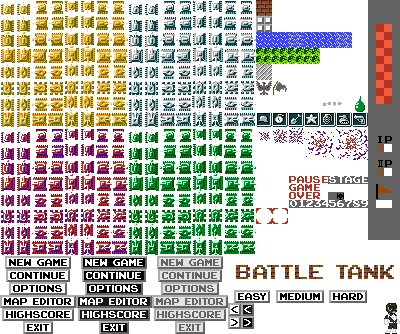 IP
IP
PAUSE STAGE
GAME
OVER
0123456789
NEW GAME NEW GAME NEW GAME
CONTINUE CONTINUE CONTINUE
OPTIONS OPTIONS OPTIONS
MAP EDITOR MAP EDITOR MAP EDITOR
HIGHSCORE HIGHSCORE HIGHSCORE
EXIT EXIT EXIT
BATTLE TANK
EASY MEDIUM HARD
< <
> >